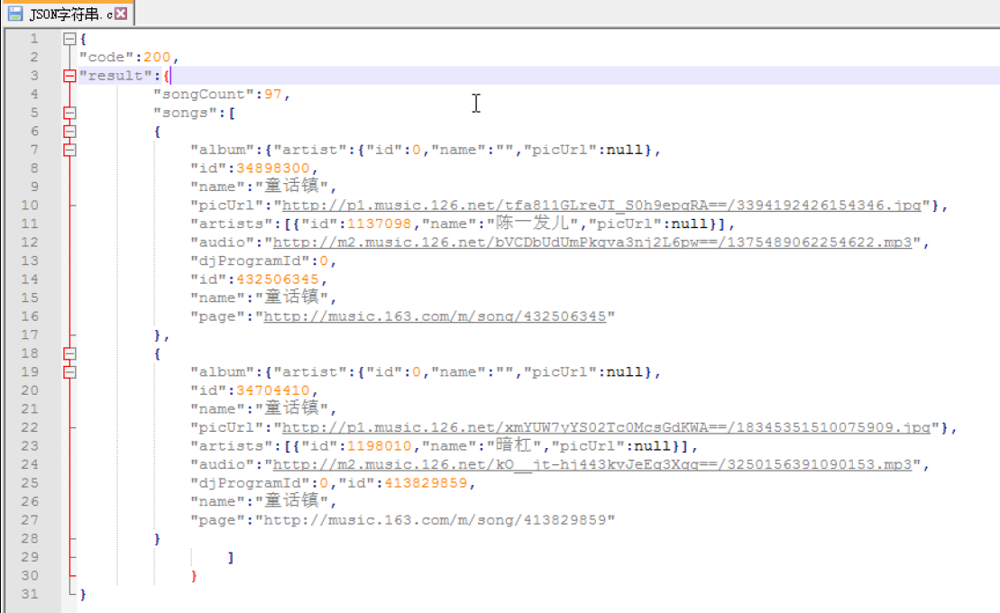 JSON字符串.c
1 {
2 "code":200,
3 "result":{
4 "songCount":97,
5 "songs":[
6 {
7 "album":{"artist":{"id":0,"name":"","picUrl":null},
8 "id":34898300,
9 "name":"童话镇",
10 "picUrl":"http://p1.music.126.net/tfa811GLreJI_S0h9epqRA==/3394192426154346.jpg"},
11 "artists":[{"id":1137098,"name":"陈一发儿","picUrl":null}],
12 "audio":"http://m2.music.126.net/bVCDbUdUmPkgva3nj2L6pw==/1375489062254622.mp3",
13 "djProgramId":0,
14 "id":432506345,
15 "name":"童话镇",
16 "page":"http://music.163.com/m/song/432506345"
17 },
18 {
19 "album":{"artist":{"id":0,"name":"","picUrl":null},
20 "id":34704410,
21 "name":"童话镇",
22 "picUrl":"http://p1.music.126.net/xmYUW7vYS02Tc0McsGdKWA==/18345351510075909.jpg"},
23 "artists":[{"id":1198010,"name":"暗杠","picUrl":null}],
24 "audio":"http://m2.music.126.net/kO__jt-hj443kvJeEq3Xgg==/3250156391090153.mp3",
25 "djProgramId":0,"id":413829859,
26 "name":"童话镇",
27 "page":"http://music.163.com/m/song/413829859"
28 }
29 ]
30 }
31 }